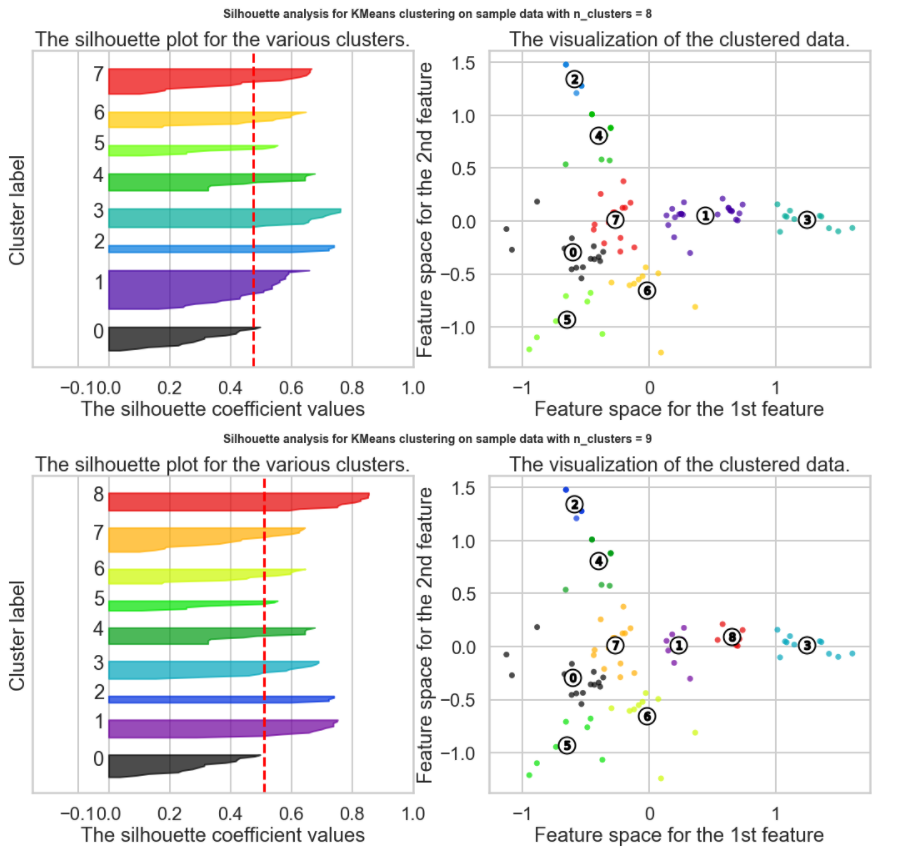 Silhouette analysis for KMeans clustering on sample data with n_clusters = 8
The silhouette plot for the various clusters.
Cluster label
7
6
5
4
3
2
1
0
−0.10.0 0.2 0.4 0.6 0.8 1.0
The silhouette coefficient values
The visualization of the clustered data.
Feature space for the 2nd feature
1.5
1.0
0.5
0.0
−0.5
−1.0
2
4
7 1 3
0
6
5
−1 0 1
Feature space for the 1st feature
Silhouette analysis for KMeans clustering on sample data with n_clusters = 9
The silhouette plot for the various clusters.
Cluster label
8
7
6
5
4
3
2
1
0
−0.10.0 0.2 0.4 0.6 0.8 1.0
The silhouette coefficient values
The visualization of the clustered data.
Feature space for the 2nd feature
1.5
1.0
0.5
0.0
−0.5
−1.0
2
4
7 1 8 3
0
6
5
−1 0 1
Feature space for the 1st feature